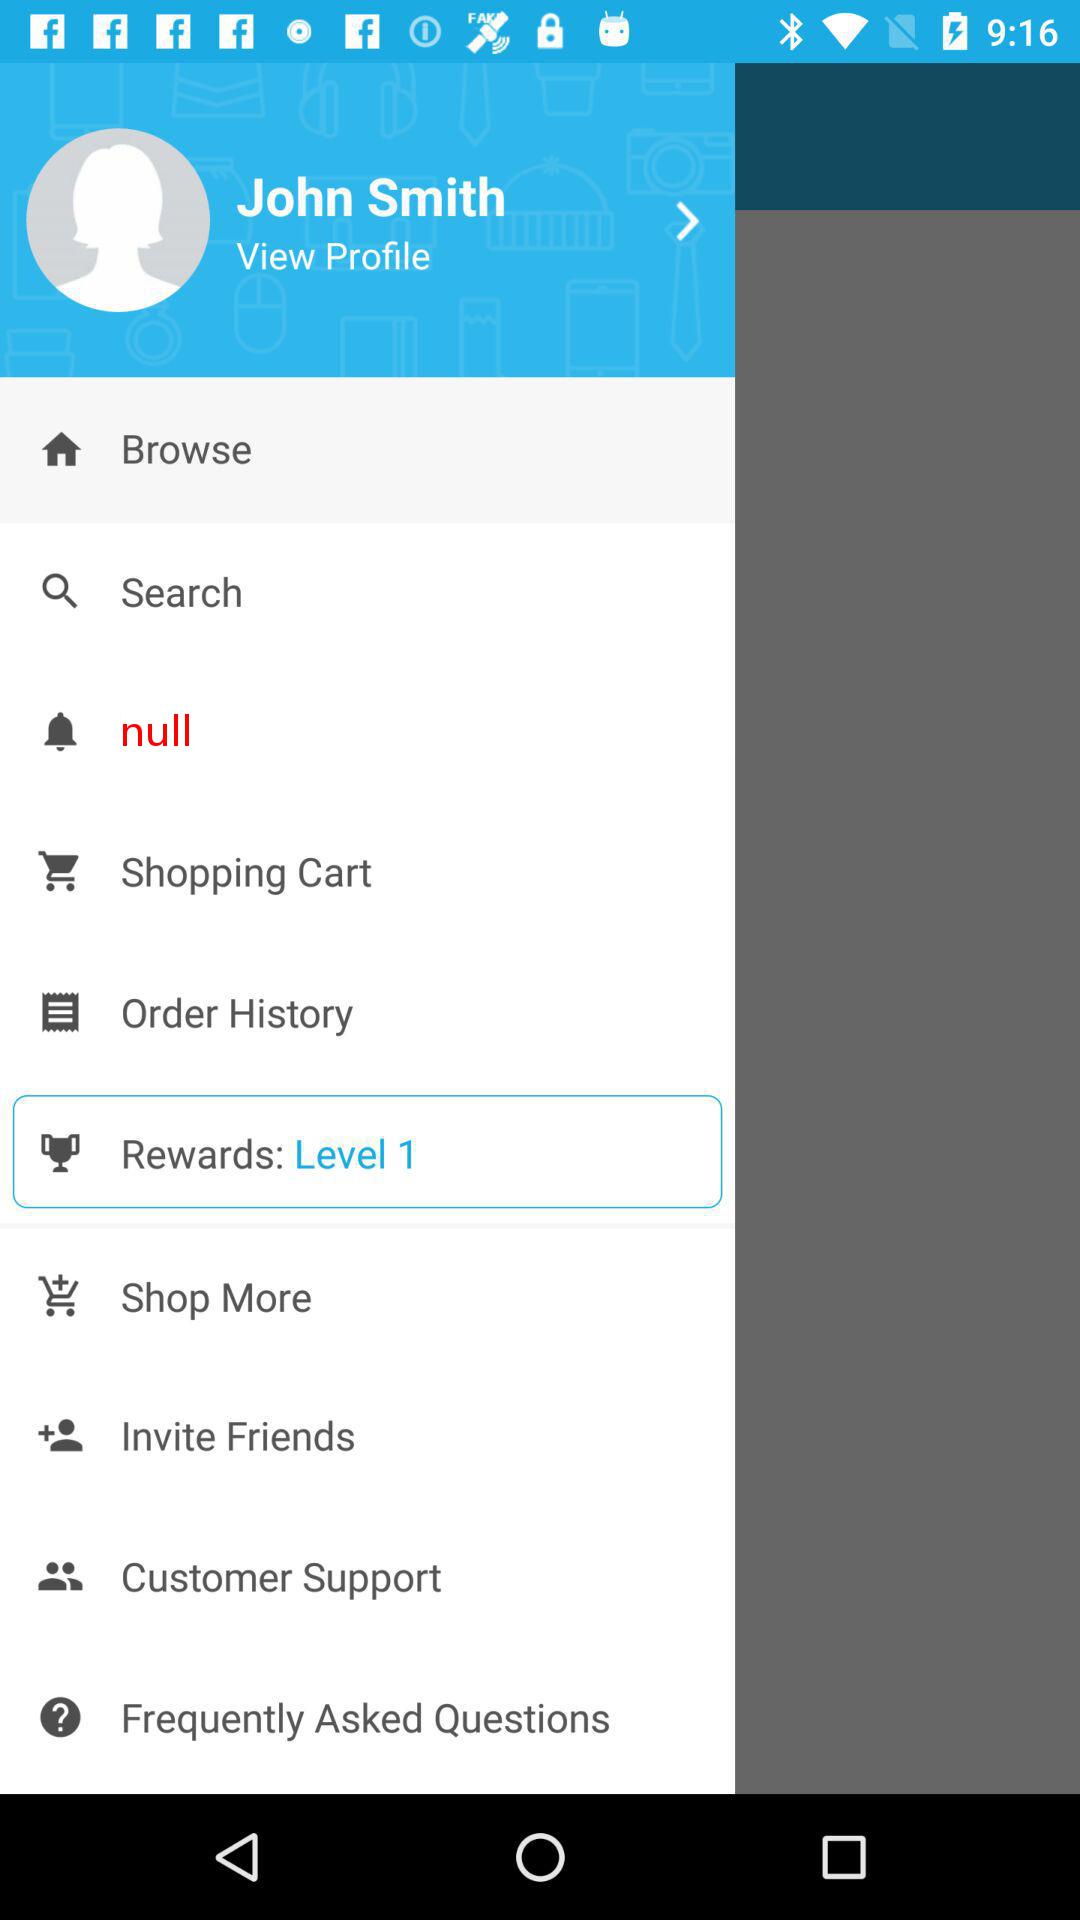 FAKE
9:16
John Smith
View Profile
Browse
Search
null
Shopping Cart
Order History
Rewards: Level 1
Shop More
Invite Friends
Customer Support
Frequently Asked Questions